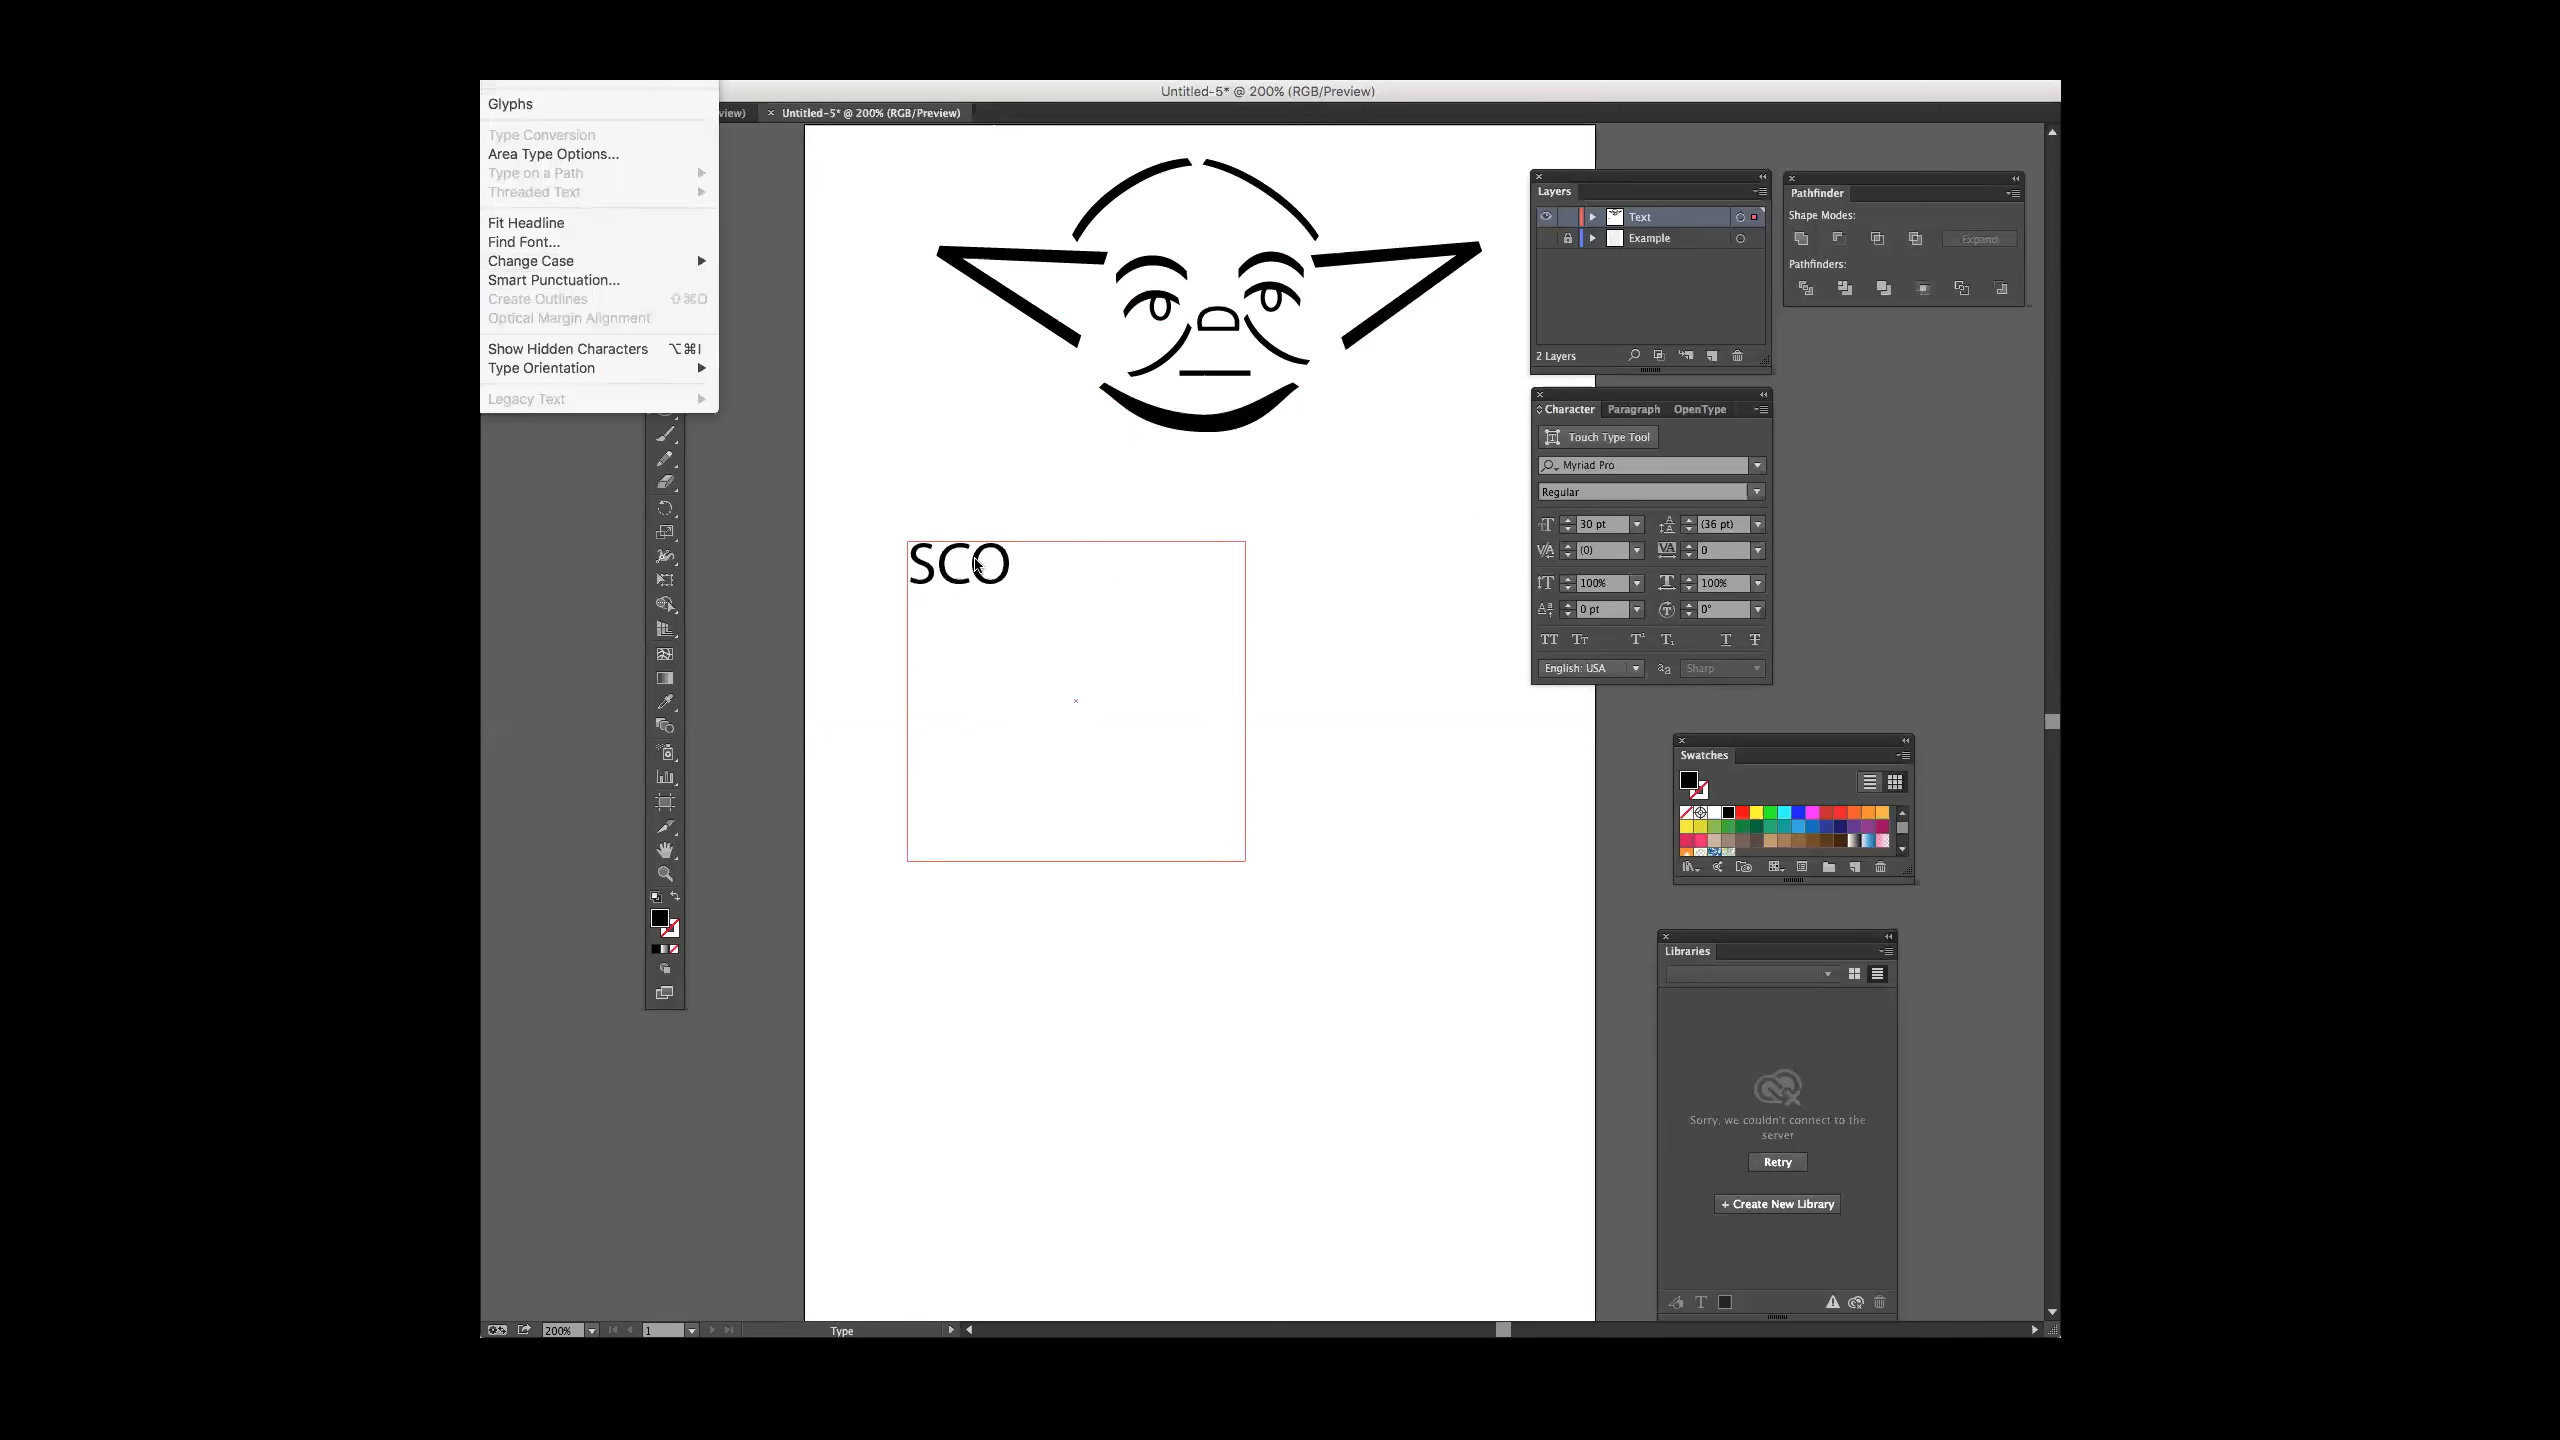 Untitled-5* @ 200% (RGB/Preview)
Glyphs
Type Conversion
Area Type Options...
Type on a Path
Threaded Text
Fit Headline
Find Font...
Change Case
Smart Punctuation...
Create Outlines ⇧⌘O
Optical Margin Alignment
Show Hidden Characters ⌥⌘I
Type Orientation
Legacy Text
view) × Untitled-5* @ 200% (RGB/Preview)
SCO
Layers
Text
Example
2 Layers
Pathfinder
Shape Modes:
Expand
Pathfinders:
Character Paragraph OpenType
Touch Type Tool
Myriad Pro
Regular
30 pt (36 pt)
(0) 0
100% 100%
0 pt 0°
English: USA Sharp
Swatches
Libraries
Sorry, we couldn't connect to the
server
Retry
+ Create New Library
200% 1 Type